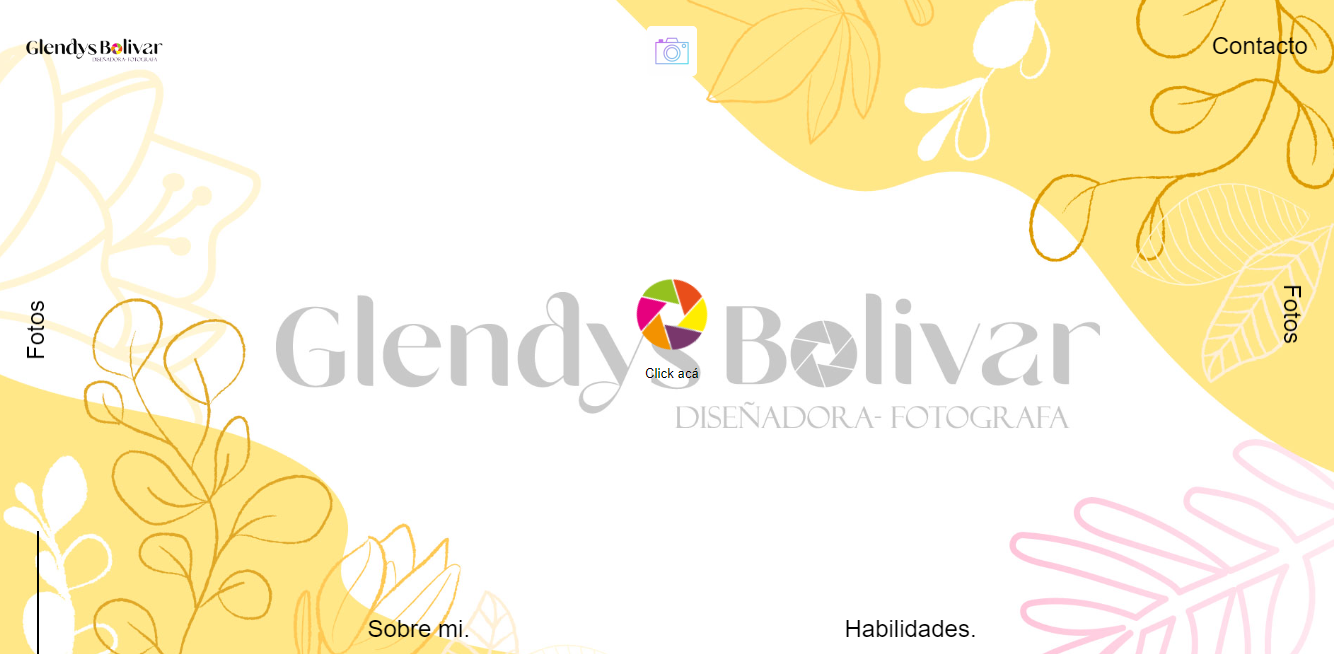 Glendys Bolivar
DISEÑADORA-FOTOGRAFA
Contacto
Fotos
Fotos
Glendys Bolivar
Click acá
DISEÑADORA- FOTOGRAFA
Sobre mi.
Habilidades.